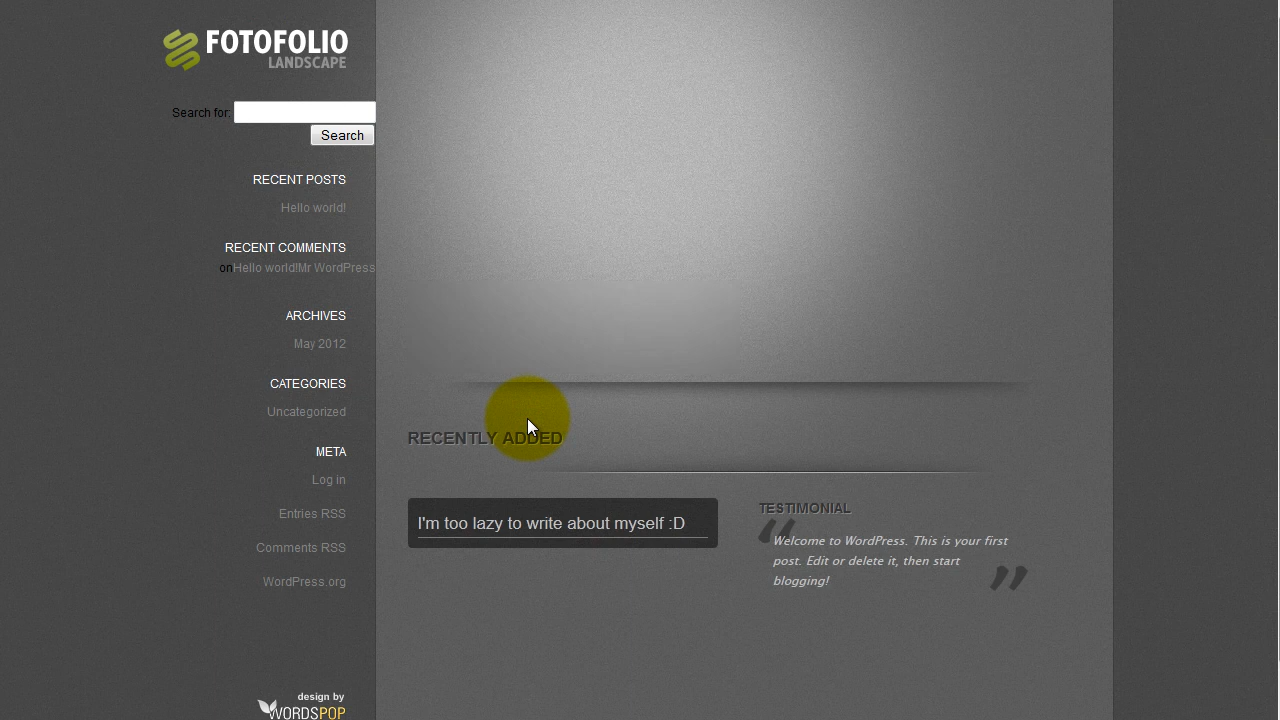 FOTOFOLIO
LANDSCAPE
Search for:
Search
RECENT POSTS
Hello world!
RECENT COMMENTS
onHello world!Mr WordPress
ARCHIVES
May 2012
CATEGORIES
Uncategorized
META
Log in
Entries RSS
Comments RSS
WordPress.org
design by
WORDSPOP
RECENTLY ADDED
I'm too lazy to write about myself :D
TESTIMONIAL
“
Welcome to WordPress. This is your first
post. Edit or delete it, then start
blogging!
”